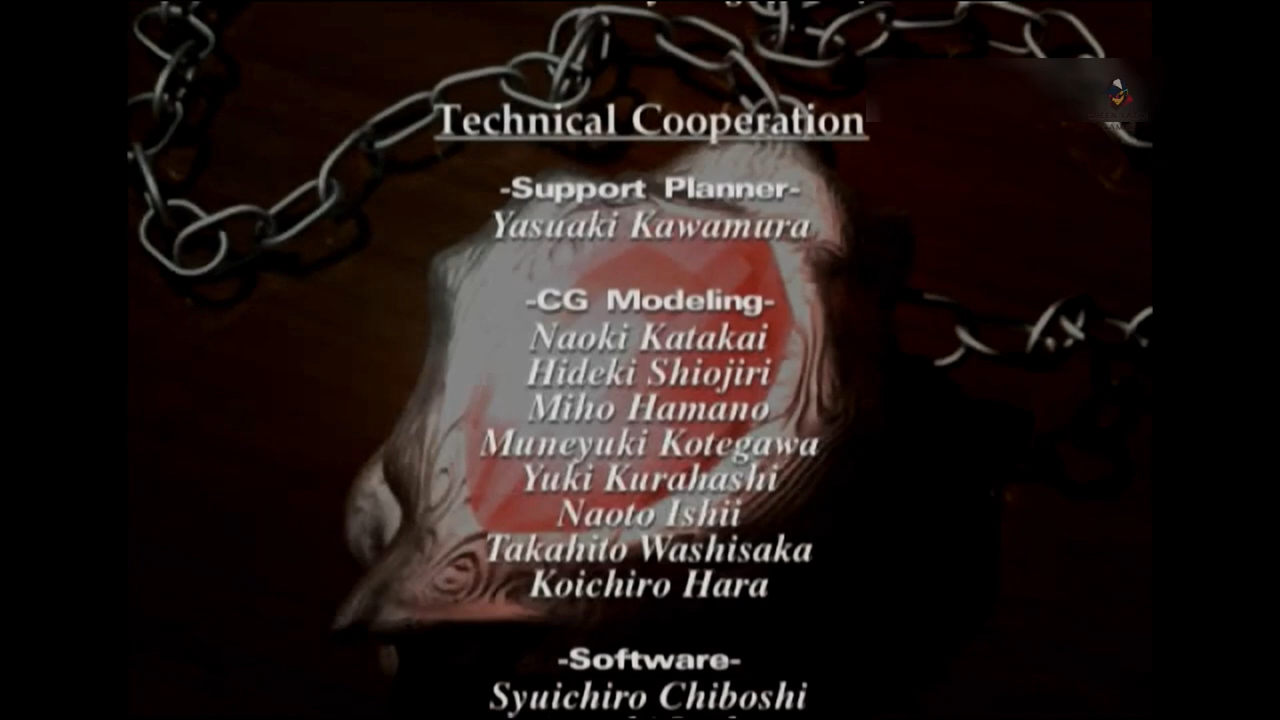 Technical Cooperation
-Support Planner-
Yasuaki Kawamura
-CG Modeling-
Naoki Katakai
Hideki Shiojiri
Miho Hamano
Muneyuki Kotegawa
Yuki Kurahashi
Naoto Ishii
Takahito Washisaka
Koichiro Hara
-Software-
Syuichiro Chiboshi